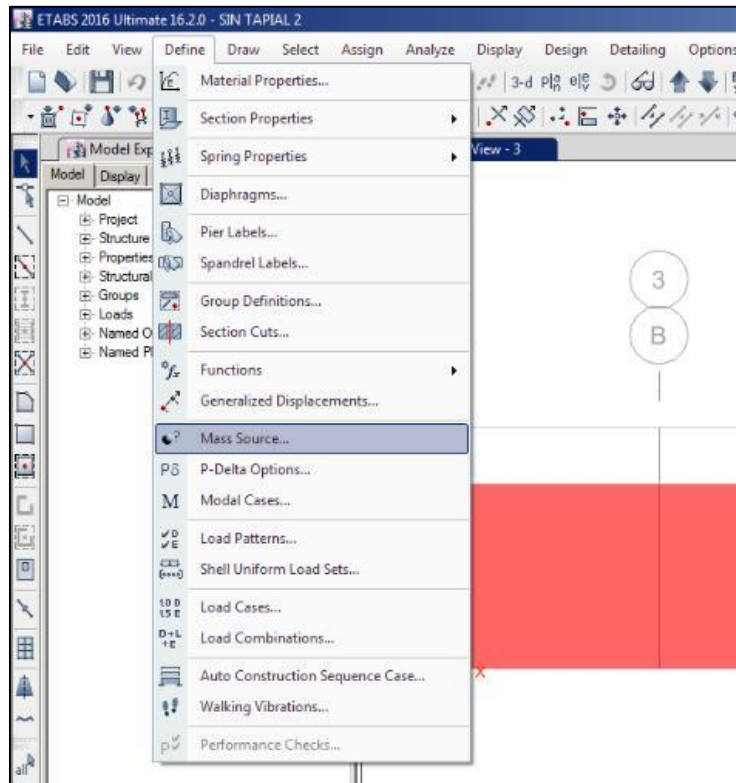 ETABS 2016 Ultimate 16.2.0 - SIN TAPIAL 2
File Edit View Define Draw Select Assign Analyze Display Design Detailing Options
3-d
Model Exp
View - 3
Model Display
Model
Project
Structure
Properties
Structural
Groups
Loads
Named O
Named Pl
Material Properties...
Section Properties
Spring Properties
Diaphragms...
Pier Labels...
Spandrel Labels...
Group Definitions...
Section Cuts...
Functions
Generalized Displacements...
Mass Source...
Pδ P-Delta Options...
M Modal Cases...
Load Patterns...
Shell Uniform Load Sets...
Load Cases...
Load Combinations...
Auto Construction Sequence Case...
Walking Vibrations...
Performance Checks...
3
B
X
all